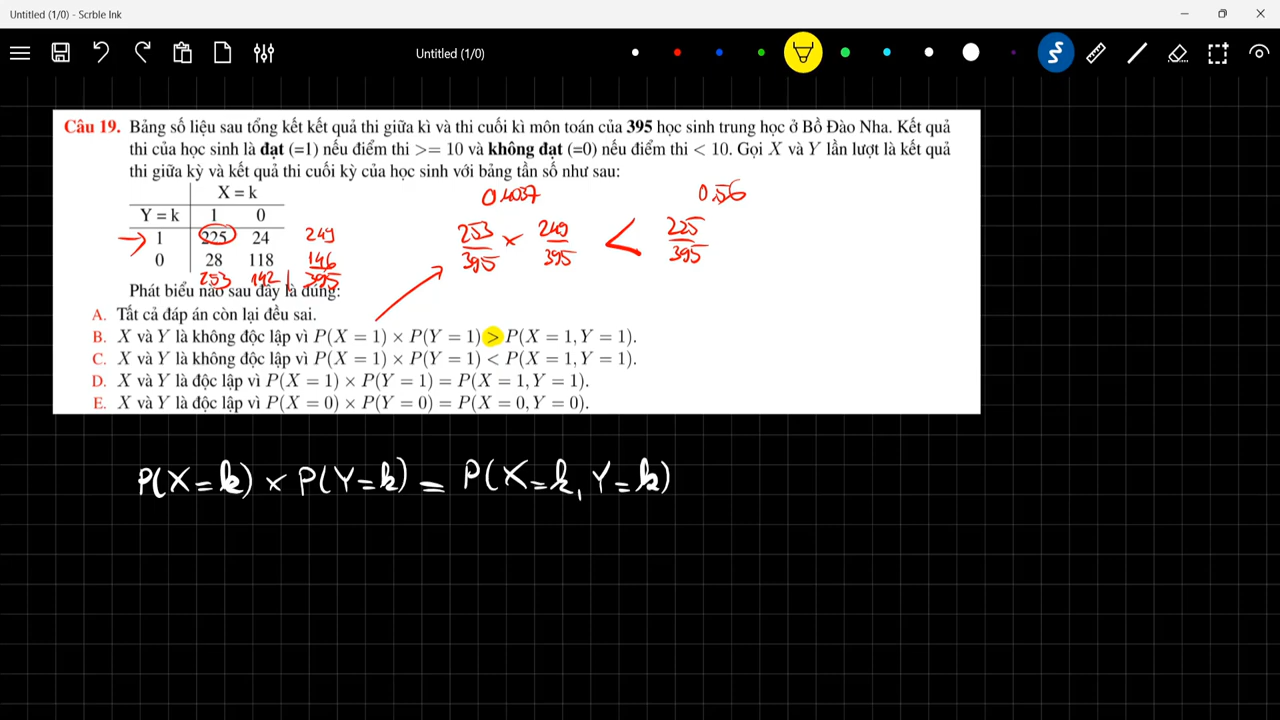 Untitled (1/0) - Scrble Ink
Untitled (1/0)
Câu 19. Bảng số liệu sau tổng kết kết quả thi giữa kì và thi cuối kì môn toán của 395 học sinh trung học ở Bồ Đào Nha. Kết quả
thi của học sinh là đạt (=1) nếu điểm thi >= 10 và không đạt (=0) nếu điểm thi < 10. Gọi X và Y lần lượt là kết quả
thi giữa kỳ và kết quả thi cuối kỳ của học sinh với bảng tần số như sau:
X = k
0.4037 0.56
Y = k 1 0
1 225 24 249
253/395 × 249/395 < 225/395
0 28 118 146
253 142 395
Phát biểu nào sau đây là đúng:
A. Tất cả đáp án còn lại đều sai.
B. X và Y là không độc lập vì P(X = 1) × P(Y = 1) > P(X = 1, Y = 1).
C. X và Y là không độc lập vì P(X = 1) × P(Y = 1) < P(X = 1, Y = 1).
D. X và Y là độc lập vì P(X = 1) × P(Y = 1) = P(X = 1, Y = 1).
E. X và Y là độc lập vì P(X = 0) × P(Y = 0) = P(X = 0, Y = 0).
P(X=k) × P(Y=k) = P(X=k, Y=k)